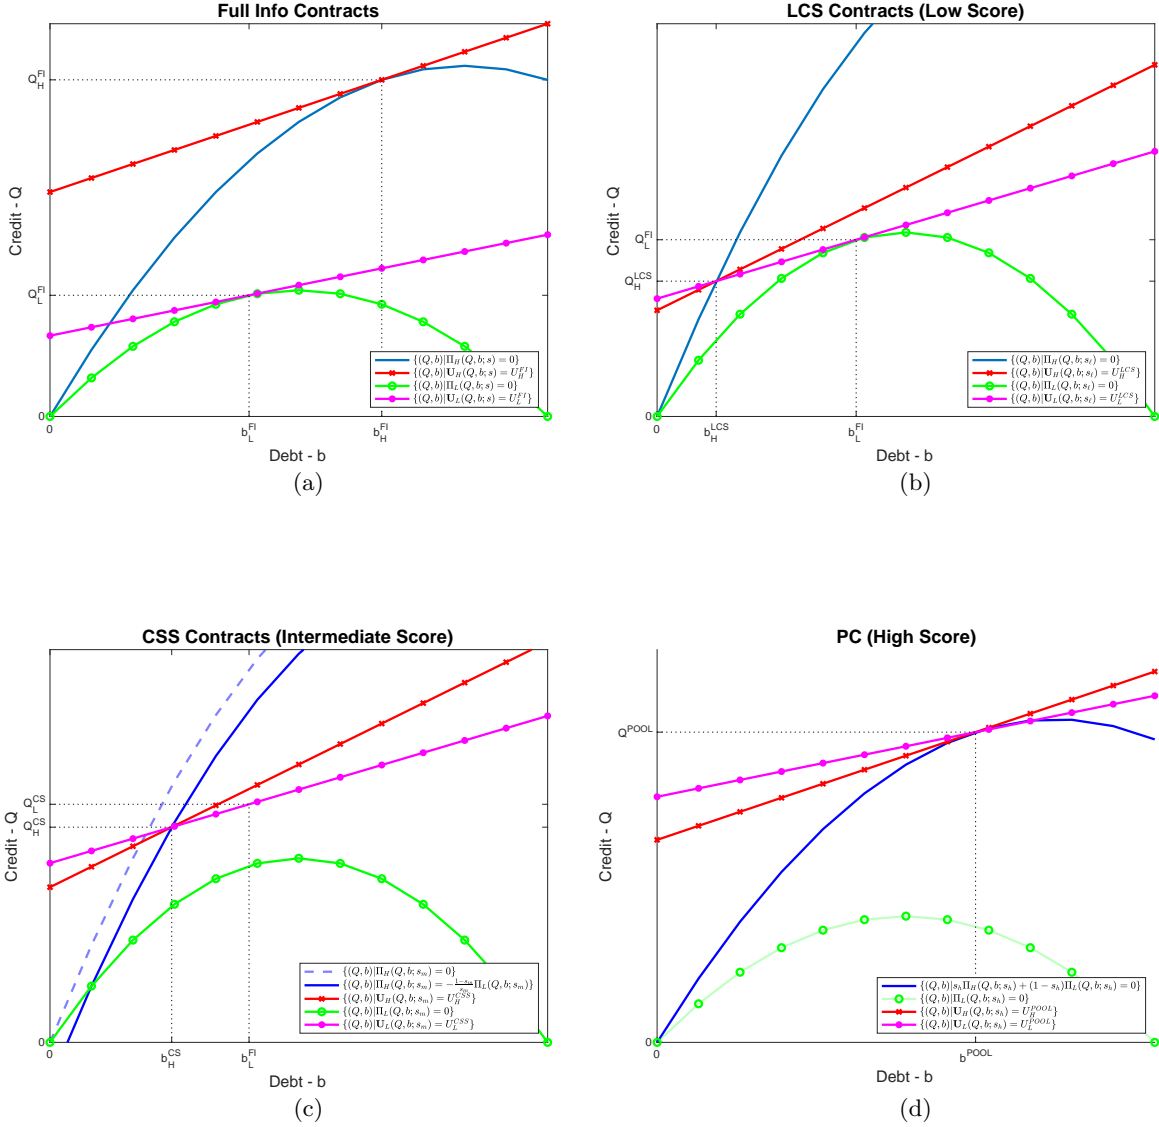 Full Info Contracts
Credit - Q
Q_H^FI
Q_L^FI
0
0
b_L^FI
b_H^FI
Debt - b
{(Q, b)|Π_H(Q, b; s) = 0}
{(Q, b)|U_H(Q, b; s) = U_H^{FI}}
{(Q, b)|Π_L(Q, b; s) = 0}
{(Q, b)|U_L(Q, b; s) = U_L^{FI}}
(a)
LCS Contracts (Low Score)
Credit - Q
Q_L^FI
Q_H^LCS
0
0
b_H^LCS
b_L^FI
Debt - b
{(Q, b)|Π_H(Q, b; s_ℓ) = 0}
{(Q, b)|U_H(Q, b; s_ℓ) = U_H^{LCS}}
{(Q, b)|Π_L(Q, b; s_ℓ) = 0}
{(Q, b)|U_L(Q, b; s_ℓ) = U_L^{LCS}}
(b)
CSS Contracts (Intermediate Score)
Credit - Q
Q_L^CS
Q_H^CS
0
0
b_H^CS
b_L^FI
Debt - b
{(Q, b)|Π_H(Q, b; s_m) = 0}
{(Q, b)|Π_H(Q, b; s_m) = -\frac{1-s_m}{s_m}Π_L(Q, b; s_m)}
{(Q, b)|U_H(Q, b; s_m) = U_H^{CSS}}
{(Q, b)|Π_L(Q, b; s_m) = 0}
{(Q, b)|U_L(Q, b; s_m) = U_L^{CSS}}
(c)
PC (High Score)
Credit - Q
Q^POOL
0
0
b^POOL
Debt - b
{(Q, b)|s_hΠ_H(Q, b; s_h) + (1 − s_h)Π_L(Q, b; s_h) = 0}
{(Q, b)|Π_L(Q, b; s_h) = 0}
{(Q, b)|U_H(Q, b; s_h) = U_H^{POOL}}
{(Q, b)|U_L(Q, b; s_h) = U_L^{POOL}}
(d)